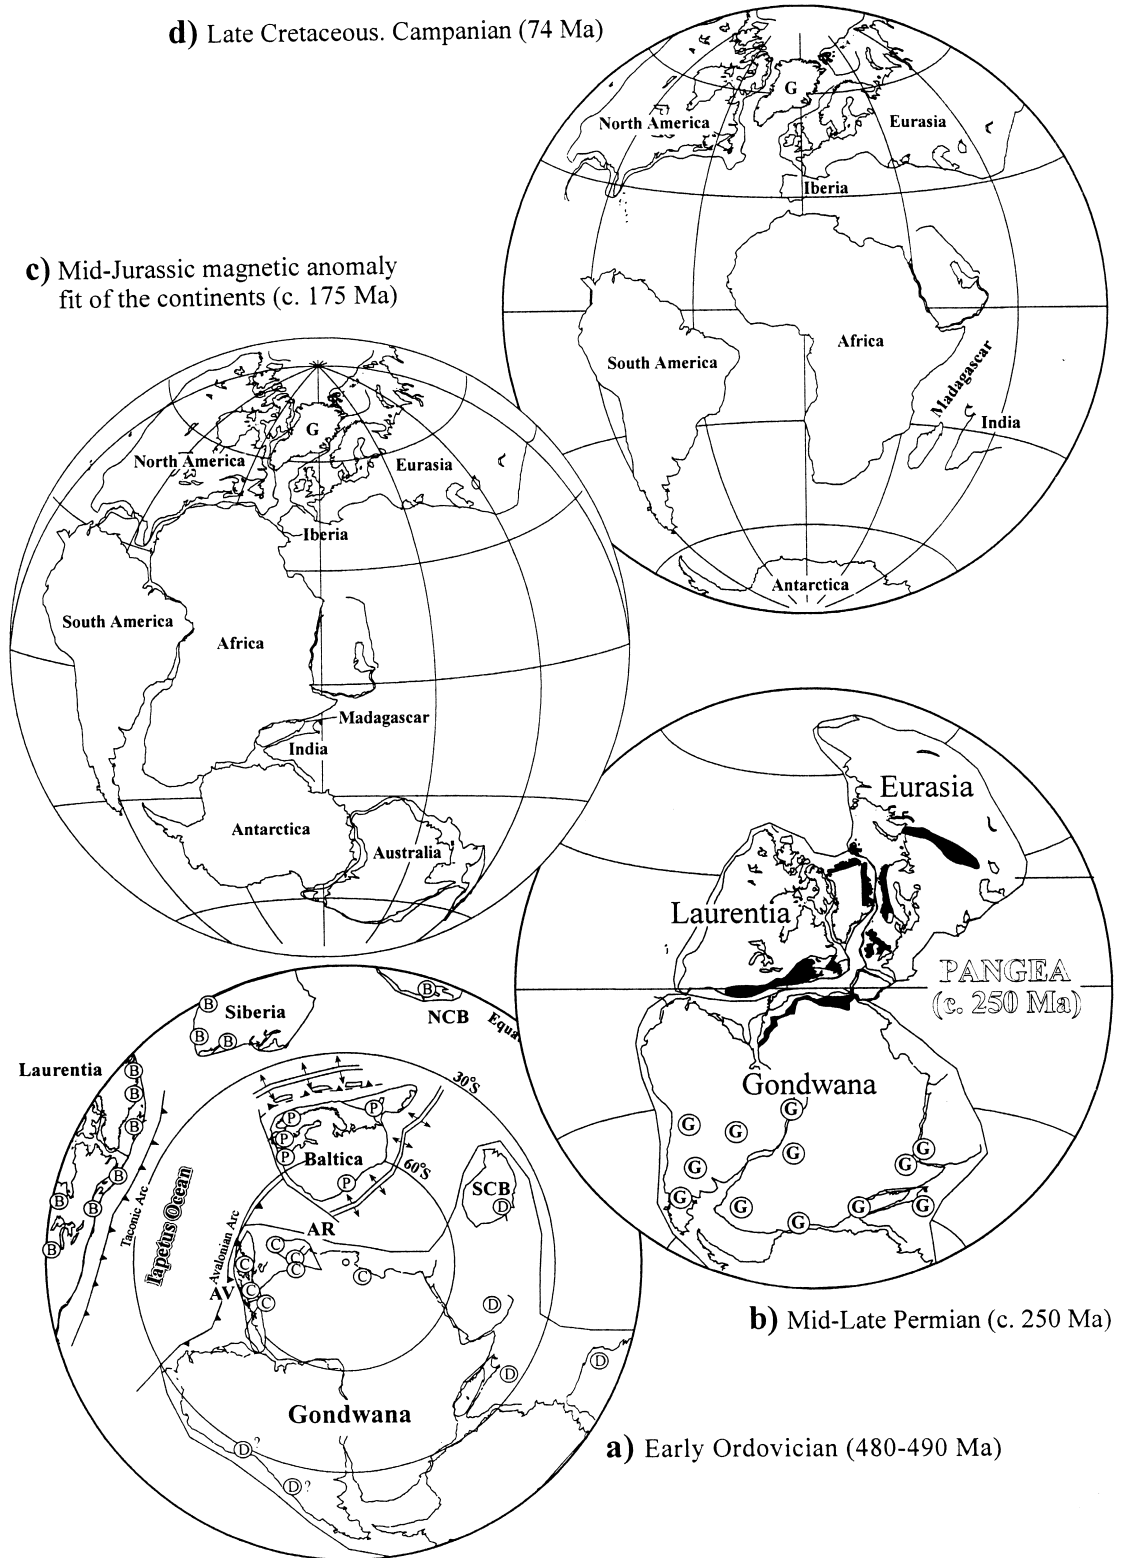 d) Late Cretaceous. Campanian (74 Ma)
G
North America
Eurasia
Iberia
Africa
South America
Madagascar
India
Antarctica
c) Mid-Jurassic magnetic anomaly
fit of the continents (c. 175 Ma)
G
North America
Eurasia
Iberia
South America
Africa
Madagascar
India
Antarctica
Australia
Eurasia
Laurentia
PANGEA
(c. 250 Ma)
Gondwana
G
G
G
G
G
G
G
G
G
G
G
G
b) Mid-Late Permian (c. 250 Ma)
B
Siberia
B
NCB
Equa
B
B
Laurentia
B
B
B
B
B
B
B
30°S
P
P
P
P
Baltica
P
60°S
SCB
D
Taconic Arc
Iapetus Ocean
Avalonian Arc
AR
AV
C
C
C
C
C
C
C
D
D
D
Gondwana
D?
D?
a) Early Ordovician (480-490 Ma)